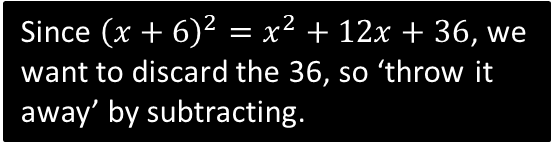 Since (x + 6)² = x² + 12x + 36, we
want to discard the 36, so ‘throw it
away’ by subtracting.